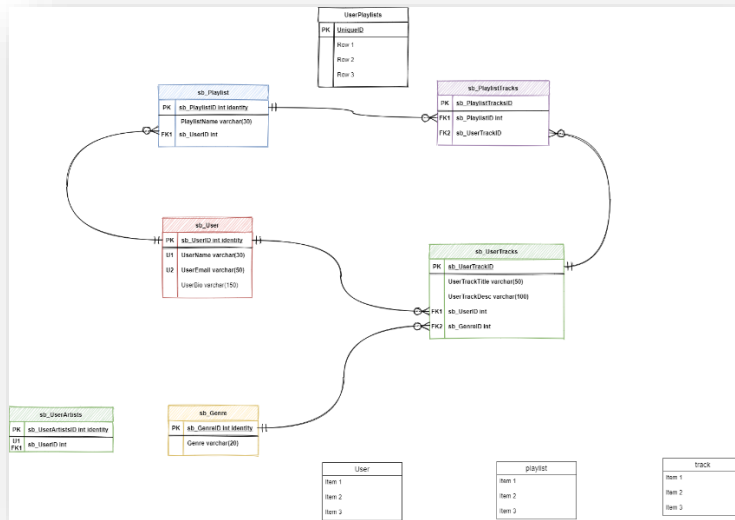 UserPlaylists
PK UniqueID
Row 1
Row 2
Row 3
sb_Playlist
PK sb_PlaylistID int identity
PlaylistName varchar(30)
FK1 sb_UserID int
sb_PlaylistTracks
PK sb_PlaylistTracksID
FK1 sb_PlaylistID int
FK2 sb_UserTrackID
sb_User
PK sb_UserID int identity
U1 UserName varchar(30)
U2 UserEmail varchar(50)
UserBio varchar(150)
sb_UserTracks
PK sb_UserTrackID
UserTrackTitle varchar(50)
UserTrackDesc varchar(100)
FK1 sb_UserID int
FK2 sb_GenreID int
sb_UserArtists
PK sb_UserArtistsID int identity
U1
FK1 sb_UserID int
sb_Genre
PK sb_GenreID int identity
Genre varchar(20)
User
Item 1
Item 2
Item 3
playlist
Item 1
Item 2
Item 3
track
Item 1
Item 2
Item 3